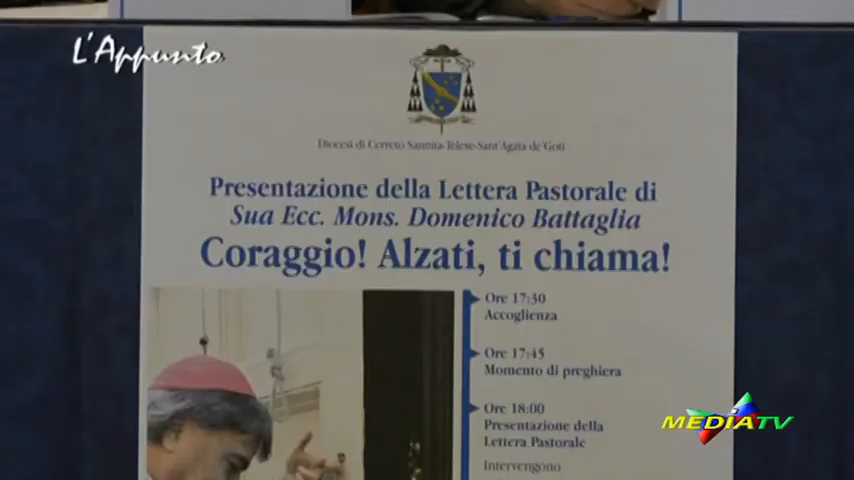 L'Appunto
Diocesi di Cerreto Sannita-Telese-Sant'Agata de' Goti
Presentazione della Lettera Pastorale di
Sua Ecc. Mons. Domenico Battaglia
Coraggio! Alzati, ti chiama!
Ore 17:30
Accoglienza
Ore 17:45
Momento di preghiera
Ore 18:00
Presentazione della
Lettera Pastorale
Intervengono
MEDIATV